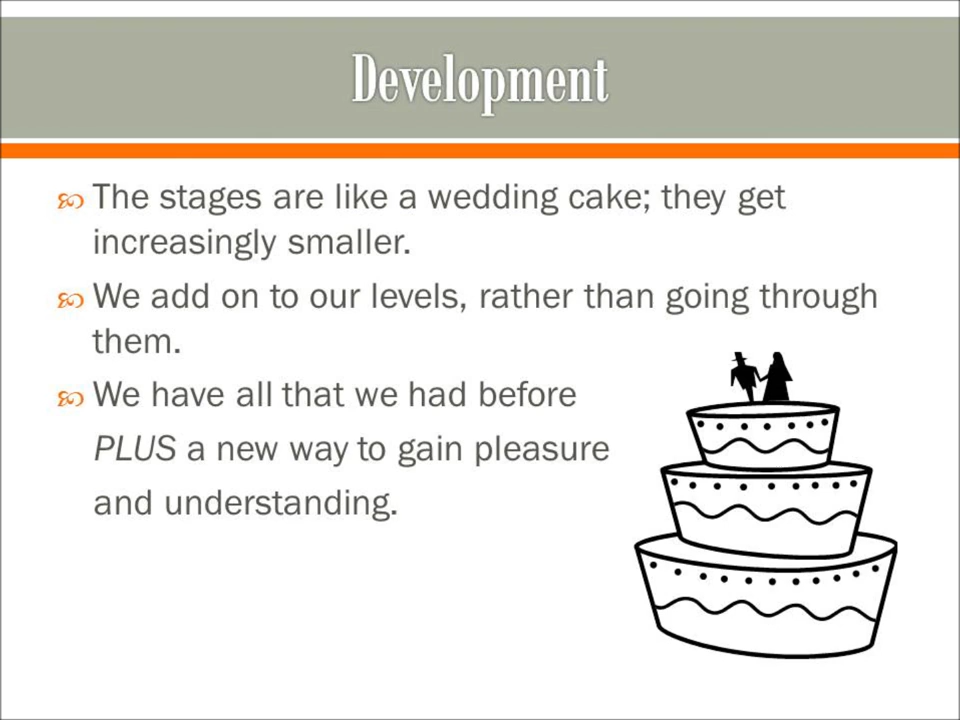 Development
The stages are like a wedding cake; they get
increasingly smaller.
We add on to our levels, rather than going through
them.
We have all that we had before
PLUS a new way to gain pleasure
and understanding.